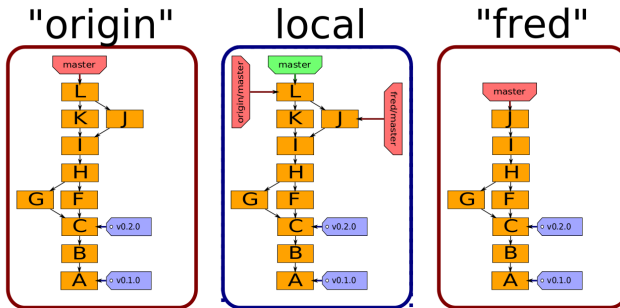 "origin"
master
L
K J
I
H
G F
C v0.2.0
B
A v0.1.0
local
master
origin/master
L
K J
fred/master
I
H
G F
C v0.2.0
B
A v0.1.0
"fred"
master
J
I
H
G F
C v0.2.0
B
A v0.1.0